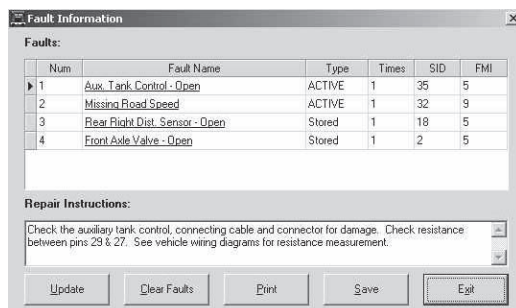 Fault Information
Faults:
Num Fault Name Type Times SID FMI
1 Aux. Tank Control - Open ACTIVE 1 35 5
2 Missing Road Speed ACTIVE 1 32 9
3 Rear Right Dist. Sensor - Open Stored 1 18 5
4 Front Axle Valve - Open Stored 1 2 5
Repair Instructions:
Check the auxiliary tank control, connecting cable and connector for damage. Check resistance
between pins 29 & 27. See vehicle wiring diagrams for resistance measurement.
Update Clear Faults Print Save Exit